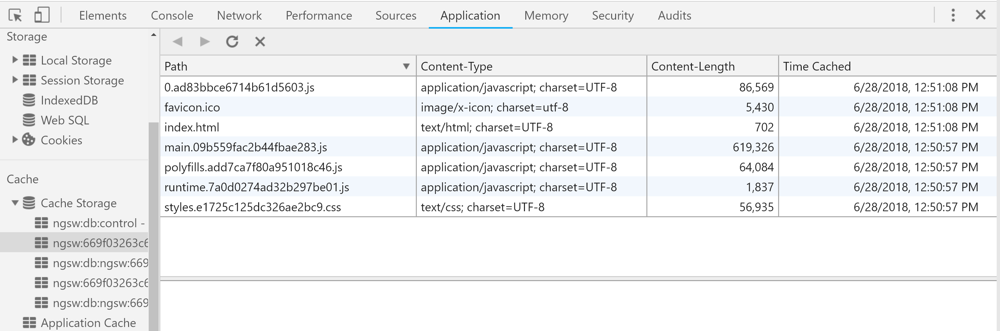 Elements Console Network Performance Sources Application Memory Security Audits
Storage
Local Storage
Session Storage
IndexedDB
Web SQL
Cookies
Cache
Cache Storage
ngsw:db:control -
ngsw:669f03263c6
ngsw:db:ngsw:669
ngsw:669f03263c6
ngsw:db:ngsw:669
Application Cache
Path Content-Type Content-Length Time Cached
0.ad83bbce6714b61d5603.js application/javascript; charset=UTF-8 86,569 6/28/2018, 12:51:08 PM
favicon.ico image/x-icon; charset=utf-8 5,430 6/28/2018, 12:51:08 PM
index.html text/html; charset=UTF-8 702 6/28/2018, 12:51:08 PM
main.09b559fac2b44fbae283.js application/javascript; charset=UTF-8 619,326 6/28/2018, 12:50:57 PM
polyfills.add7ca7f80a951018c46.js application/javascript; charset=UTF-8 64,084 6/28/2018, 12:50:57 PM
runtime.7a0d0274ad32b297be01.js application/javascript; charset=UTF-8 1,837 6/28/2018, 12:50:57 PM
styles.e1725c125dc326ae2bc9.css text/css; charset=UTF-8 56,935 6/28/2018, 12:50:57 PM